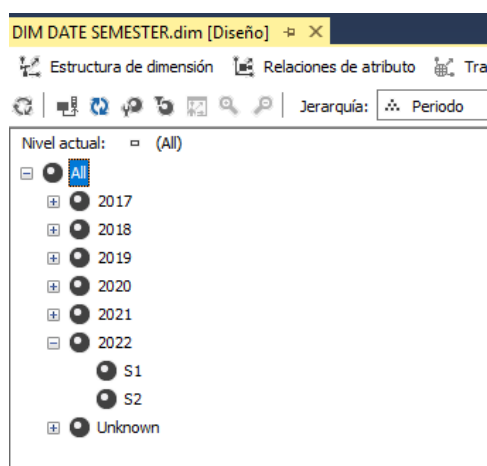 DIM DATE SEMESTER.dim [Diseño]
Estructura de dimensión Relaciones de atributo Tra
Jerarquía: Periodo
Nivel actual: (All)
All
2017
2018
2019
2020
2021
2022
S1
S2
Unknown